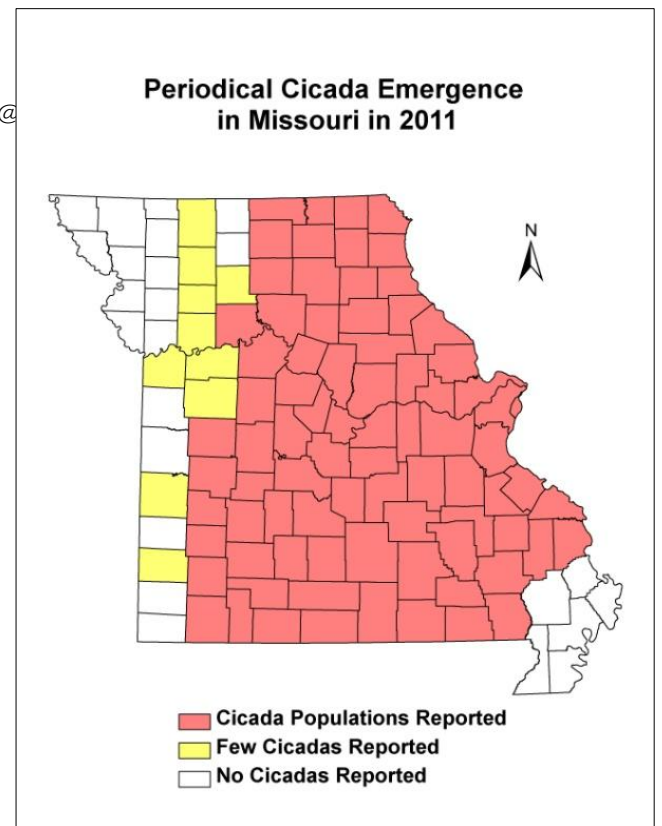 @
Periodical Cicada Emergence
in Missouri in 2011
N
Cicada Populations Reported
Few Cicadas Reported
No Cicadas Reported